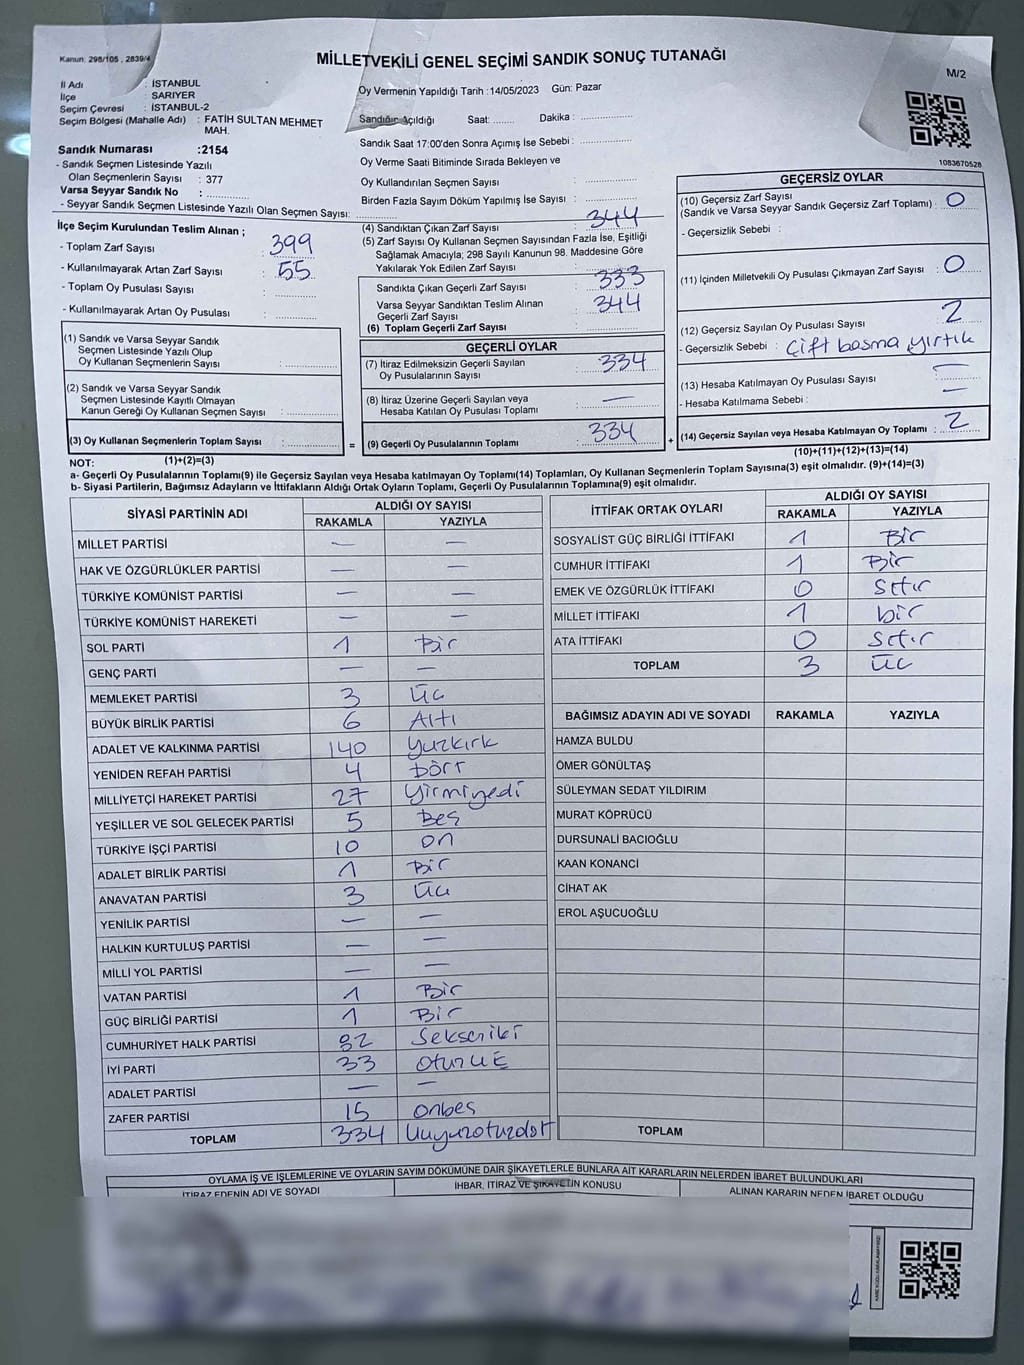 Kanun: 298/105 , 2839/4
MİLLETVEKİLİ GENEL SEÇİMİ SANDIK SONUÇ TUTANAĞI
M/2
İl Adı : İSTANBUL
İlçe : SARIYER
Seçim Çevresi : İSTANBUL-2
Seçim Bölgesi (Mahalle Adı) : FATİH SULTAN MEHMET
MAH.
Sandık Numarası :2154
- Sandık Seçmen Listesinde Yazılı
Olan Seçmenlerin Sayısı : 377
Varsa Seyyar Sandık No :
- Seyyar Sandık Seçmen Listesinde Yazılı Olan Seçmen Sayısı:
Oy Vermenin Yapıldığı Tarih :14/05/2023 Gün: Pazar
Sandığın Açıldığı Saat: Dakika :
Sandık Saat 17:00'den Sonra Açımış İse Sebebi :
Oy Verme Saati Bitiminde Sırada Bekleyen ve
Oy Kullandırılan Seçmen Sayısı :
Birden Fazla Sayım Döküm Yapılmış İse Sayısı :
1083670528
İlçe Seçim Kurulundan Teslim Alınan ;
- Toplam Zarf Sayısı : 399
- Kullanılmayarak Artan Zarf Sayısı : 55
- Toplam Oy Pusulası Sayısı :
- Kullanılmayarak Artan Oy Pusulası :
(4) Sandıktan Çıkan Zarf Sayısı : 344
(5) Zarf Sayısı Oy Kullanan Seçmen Sayısından Fazla İse, Eşitliği
Sağlamak Amacıyla; 298 Sayılı Kanunun 98. Maddesine Göre
Yakılarak Yok Edilen Zarf Sayısı :
Sandıkta Çıkan Geçerli Zarf Sayısı : 333
Varsa Seyyar Sandıktan Teslim Alınan
Geçerli Zarf Sayısı : 344
(6) Toplam Geçerli Zarf Sayısı :
GEÇERSİZ OYLAR
(10) Geçersiz Zarf Sayısı
(Sandık ve Varsa Seyyar Sandık Geçersiz Zarf Toplamı) : 0
- Geçersizlik Sebebi :
(11) İçinden Milletvekili Oy Pusulası Çıkmayan Zarf Sayısı : 0
(12) Geçersiz Sayılan Oy Pusulası Sayısı : 2
- Geçersizlik Sebebi : Çift basma yırtık
(13) Hesaba Katılmayan Oy Pusulası Sayısı : —
- Hesaba Katılmama Sebebi : —
(14) Geçersiz Sayılan veya Hesaba Katılmayan Oy Toplamı : 2
(10)+(11)+(12)+(13)=(14)
(1) Sandık ve Varsa Seyyar Sandık
Seçmen Listesinde Yazılı Olup
Oy Kullanan Seçmenlerin Sayısı :
(2) Sandık ve Varsa Seyyar Sandık
Seçmen Listesinde Kayıtlı Olmayan
Kanun Gereği Oy Kullanan Seçmen Sayısı :
(3) Oy Kullanan Seçmenlerin Toplam Sayısı :
(1)+(2)=(3)
GEÇERLİ OYLAR
(7) İtiraz Edilmeksizin Geçerli Sayılan
Oy Pusulalarının Sayısı : 334
(8) İtiraz Üzerine Geçerli Sayılan veya
Hesaba Katılan Oy Pusulası Toplamı : —
= (9) Geçerli Oy Pusulalarının Toplamı : 334 +
NOT:
a- Geçerli Oy Pusulalarının Toplamı(9) ile Geçersiz Sayılan veya Hesaba katılmayan Oy Toplamı(14) Toplamları, Oy Kullanan Seçmenlerin Toplam Sayısına(3) eşit olmalıdır. (9)+(14)=(3)
b- Siyasi Partilerin, Bağımsız Adayların ve İttifakların Aldığı Ortak Oyların Toplamı, Geçerli Oy Pusulalarının Toplamına(9) eşit olmalıdır.
SİYASİ PARTİNİN ADI ALDIĞI OY SAYISI
RAKAMLA YAZIYLA
MİLLET PARTİSİ — —
HAK VE ÖZGÜRLÜKLER PARTİSİ — —
TÜRKİYE KOMÜNİST PARTİSİ — —
TÜRKİYE KOMÜNİST HAREKETİ — —
SOL PARTİ 1 Bir
GENÇ PARTİ — —
MEMLEKET PARTİSİ 3 Üç
BÜYÜK BİRLİK PARTİSİ 6 Altı
ADALET VE KALKINMA PARTİSİ 140 yüzkırk
YENİDEN REFAH PARTİSİ 4 Dört
MİLLİYETÇİ HAREKET PARTİSİ 27 Yirmiyedi
YEŞİLLER VE SOL GELECEK PARTİSİ 5 Beş
TÜRKİYE İŞÇİ PARTİSİ 10 on
ADALET BİRLİK PARTİSİ 1 Bir
ANAVATAN PARTİSİ 3 Üç
YENİLİK PARTİSİ — —
HALKIN KURTULUŞ PARTİSİ — —
MİLLİ YOL PARTİSİ — —
VATAN PARTİSİ 1 Bir
GÜÇ BİRLİĞİ PARTİSİ 1 Bir
CUMHURİYET HALK PARTİSİ 82 Sekseniki
İYİ PARTİ 33 otuzüç
ADALET PARTİSİ — —
ZAFER PARTİSİ 15 onbeş
TOPLAM 334 üçyüzotuzdört
İTTİFAK ORTAK OYLARI ALDIĞI OY SAYISI
RAKAMLA YAZIYLA
SOSYALİST GÜÇ BİRLİĞİ İTTİFAKI 1 Bir
CUMHUR İTTİFAKI 1 Bir
EMEK VE ÖZGÜRLÜK İTTİFAKI 0 Sıfır
MİLLET İTTİFAKI 1 bir
ATA İTTİFAKI 0 Sıfır
TOPLAM 3 Üç
BAĞIMSIZ ADAYIN ADI VE SOYADI RAKAMLA YAZIYLA
HAMZA BULDU
ÖMER GÖNÜLTAŞ
SÜLEYMAN SEDAT YILDIRIM
MURAT KÖPRÜCÜ
DURSUNALİ BACIOĞLU
KAAN KONANCİ
CİHAT AK
EROL AŞUCUOĞLU
TOPLAM
OYLAMA İŞ VE İŞLEMLERİNE VE OYLARIN SAYIM DÖKÜMÜNE DAİR ŞİKAYETLERLE BUNLARA AİT KARARLARIN NELERDEN İBARET BULUNDUKLARI
İTİRAZ EDENİN ADI VE SOYADI İHBAR, İTİRAZ VE ŞİKAYETİN KONUSU ALINAN KARARIN NEDEN İBARET OLDUĞU